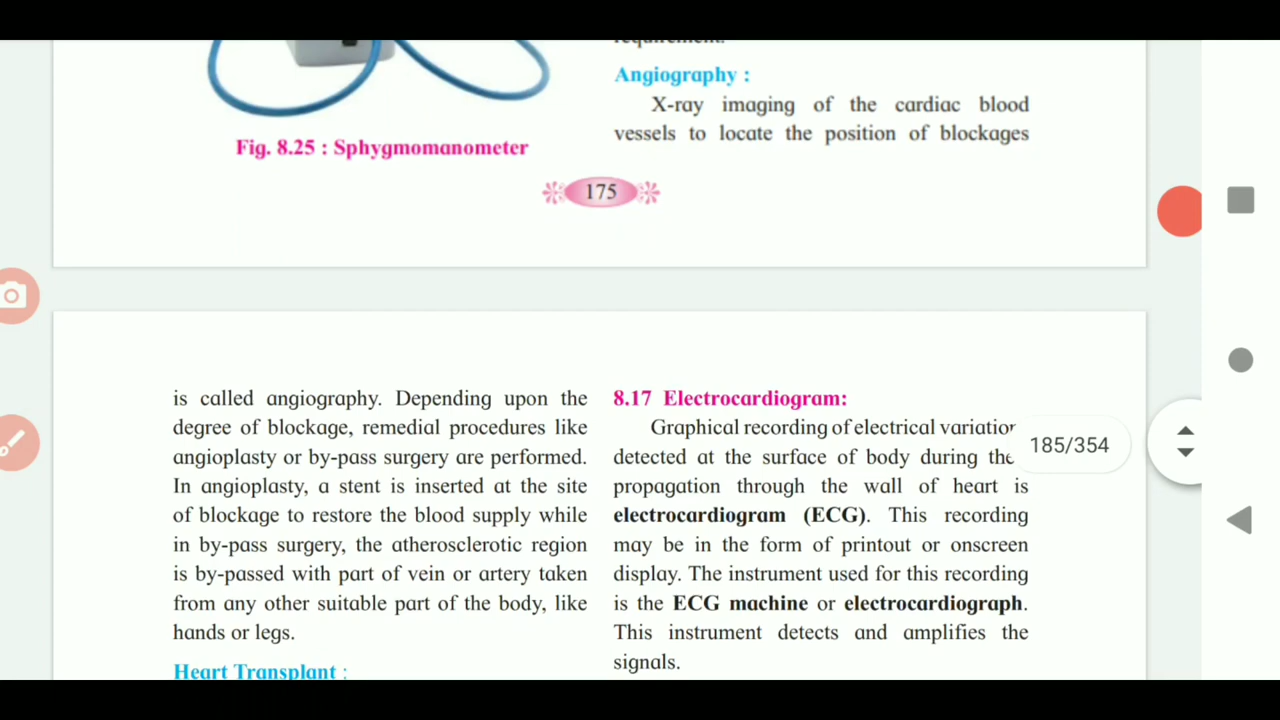 requirement.
Angiography :
X-ray imaging of the cardiac blood
vessels to locate the position of blockages
Fig. 8.25 : Sphygmomanometer
175
is called angiography. Depending upon the
degree of blockage, remedial procedures like
angioplasty or by-pass surgery are performed.
In angioplasty, a stent is inserted at the site
of blockage to restore the blood supply while
in by-pass surgery, the atherosclerotic region
is by-passed with part of vein or artery taken
from any other suitable part of the body, like
hands or legs.
Heart Transplant :
8.17 Electrocardiogram:
Graphical recording of electrical variation
detected at the surface of body during the
propagation through the wall of heart is
electrocardiogram (ECG). This recording
may be in the form of printout or onscreen
display. The instrument used for this recording
is the ECG machine or electrocardiograph.
This instrument detects and amplifies the
signals.
185/354